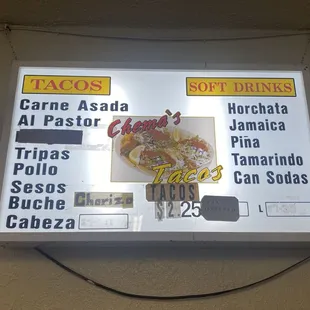 TACOS
Carne Asada
Al Pastor
Tripas
Pollo
Sesos
Buche
Chorizo
Cabeza
Chema's
Tacos
TACOS
$2.25
SOFT DRINKS
Horchata
Jamaica
Piña
Tamarindo
Can Sodas
L